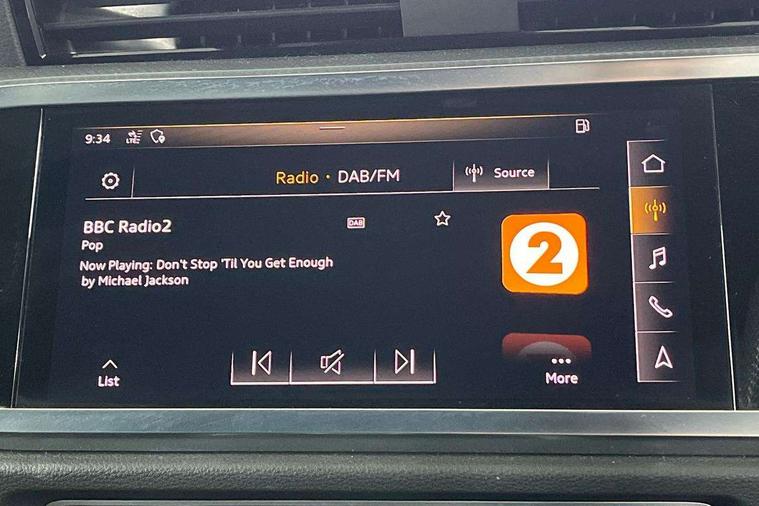 9:34 LTE
Radio • DAB/FM
Source
BBC Radio2
DAB
Pop
Now Playing: Don't Stop 'Til You Get Enough
by Michael Jackson
2
List
More